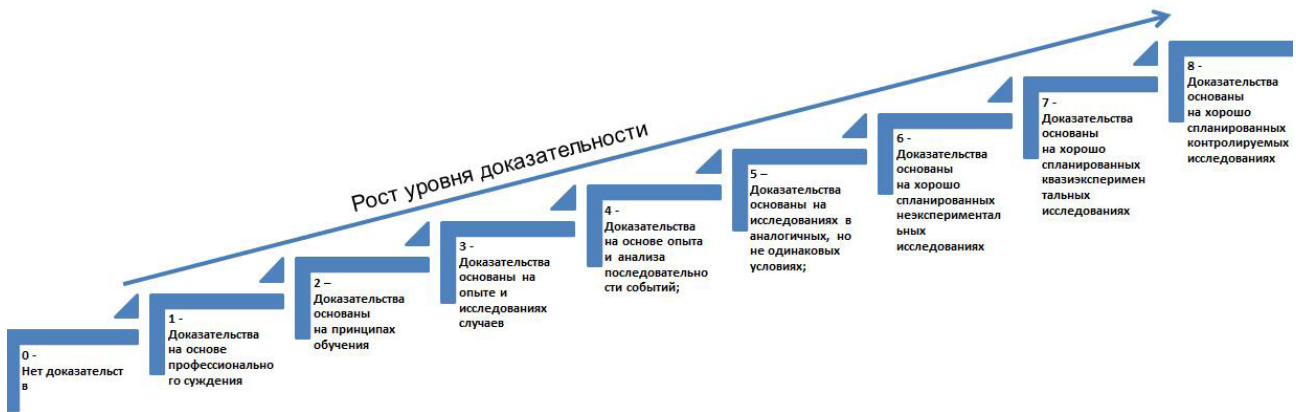 Рост уровня доказательности
0 -
Нет доказательст
в
1 -
Доказательства
на основе
профессионально
го суждения
2 –
Доказательства
основаны
на принципах
обучения
3 -
Доказательства
основаны на
опыте и
исследованиях
случаев
4 -
Доказательства
на основе опыта
и анализа
последовательно
сти событий;
5 –
Доказательства
основаны на
исследованиях в
аналогичных, но
не одинаковых
условиях;
6 -
Доказательства
основаны
на хорошо
спланированных
неэксперименталь
ных
исследованиях
7 -
Доказательства
основаны
на хорошо
спланированных
квазиэксперимен
тальных
исследованиях
8 -
Доказательства
основаны
на хорошо
спланированных
контролируемых
исследованиях